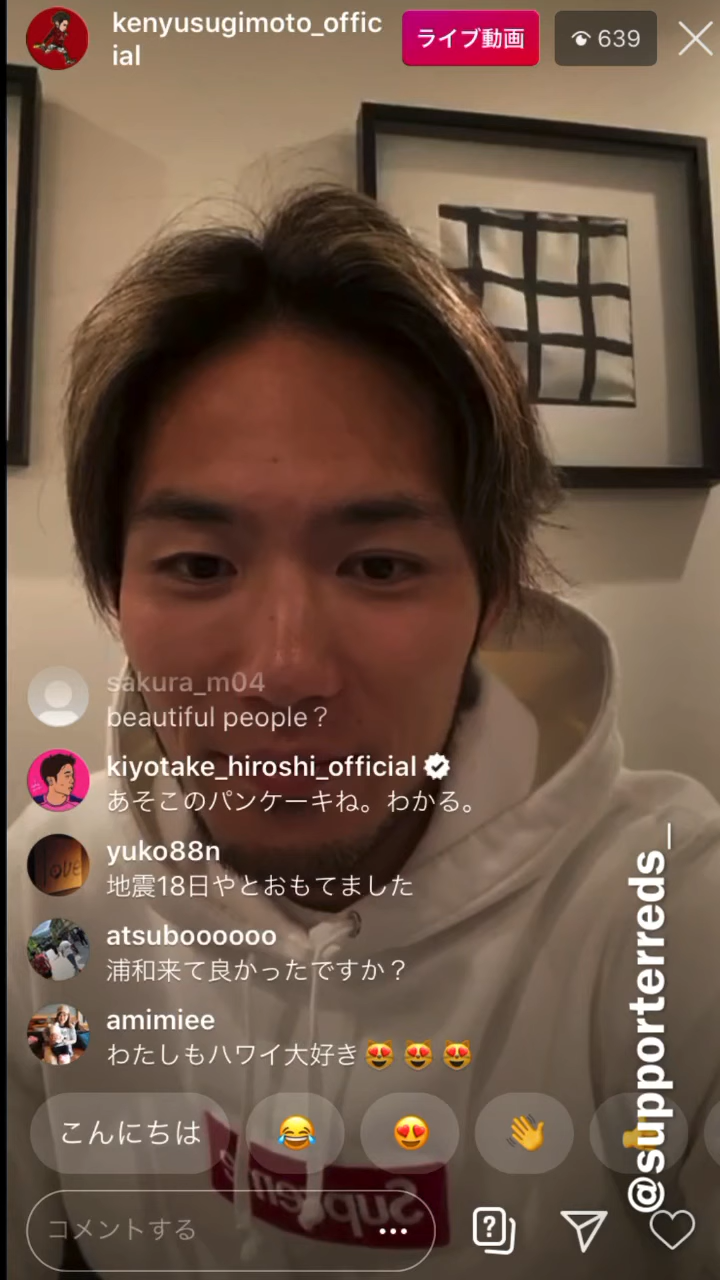 kenyusugimoto_offic
ial
ライブ動画
639
sakura_m04
beautiful people？
kiyotake_hiroshi_official
あそこのパンケーキね。わかる。
yuko88n
地震18日やとおもてました
atsuboooooo
浦和来て良かったですか？
amimiee
わたしもハワイ大好き😻 😻 😻
こんにちは
😂
😍
👋
Supreme
コメントする
@supporterreds_